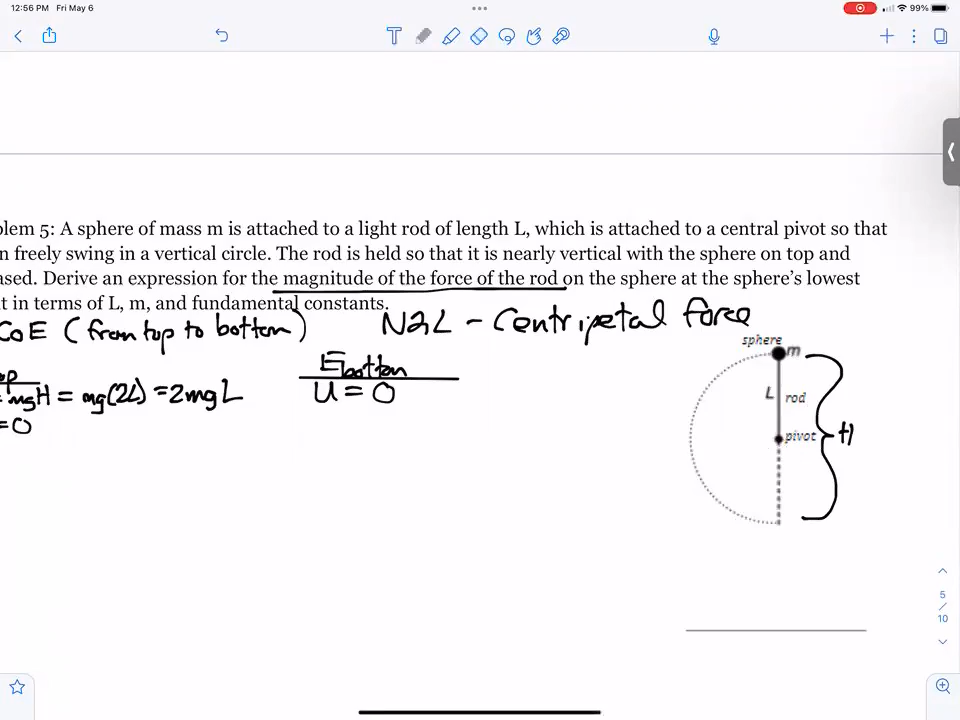 12:56 PM Fri May 6
99%
blem 5: A sphere of mass m is attached to a light rod of length L, which is attached to a central pivot so that
n freely swing in a vertical circle. The rod is held so that it is nearly vertical with the sphere on top and
ased. Derive an expression for the magnitude of the force of the rod on the sphere at the sphere's lowest
t in terms of L, m, and fundamental constants.
CoE (from top to bottom)
N2L - Centripetal force
op
= mgH = mg(2L) = 2mgL
= 0
Ebottom
U = 0
sphere
m
L
rod
pivot
H
5
/
10